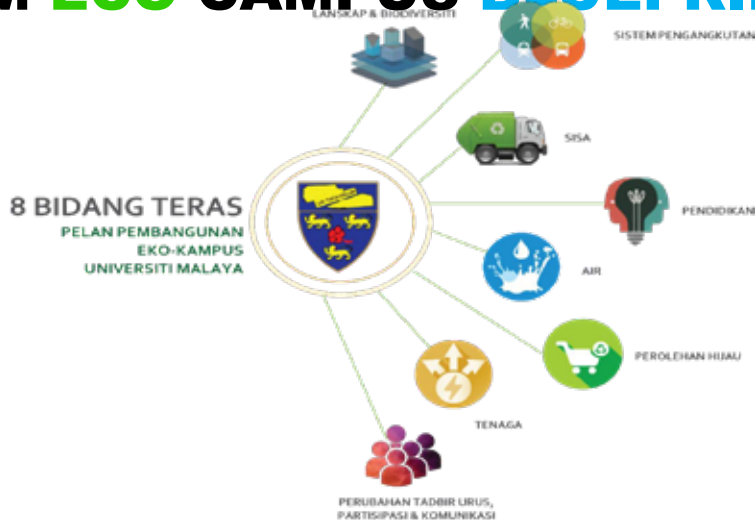 ECO CAMPUS
LANSKAP & BIODIVERSITI
SISTEM PENGANGKUTAN
SISA
8 BIDANG TERAS
PELAN PEMBANGUNAN
EKO-KAMPUS
UNIVERSITI MALAYA
PENDIDIKAN
AIR
PEROLEHAN HIJAU
TENAGA
PERUBAHAN TADBIR URUS,
PARTISIPASI & KOMUNIKASI